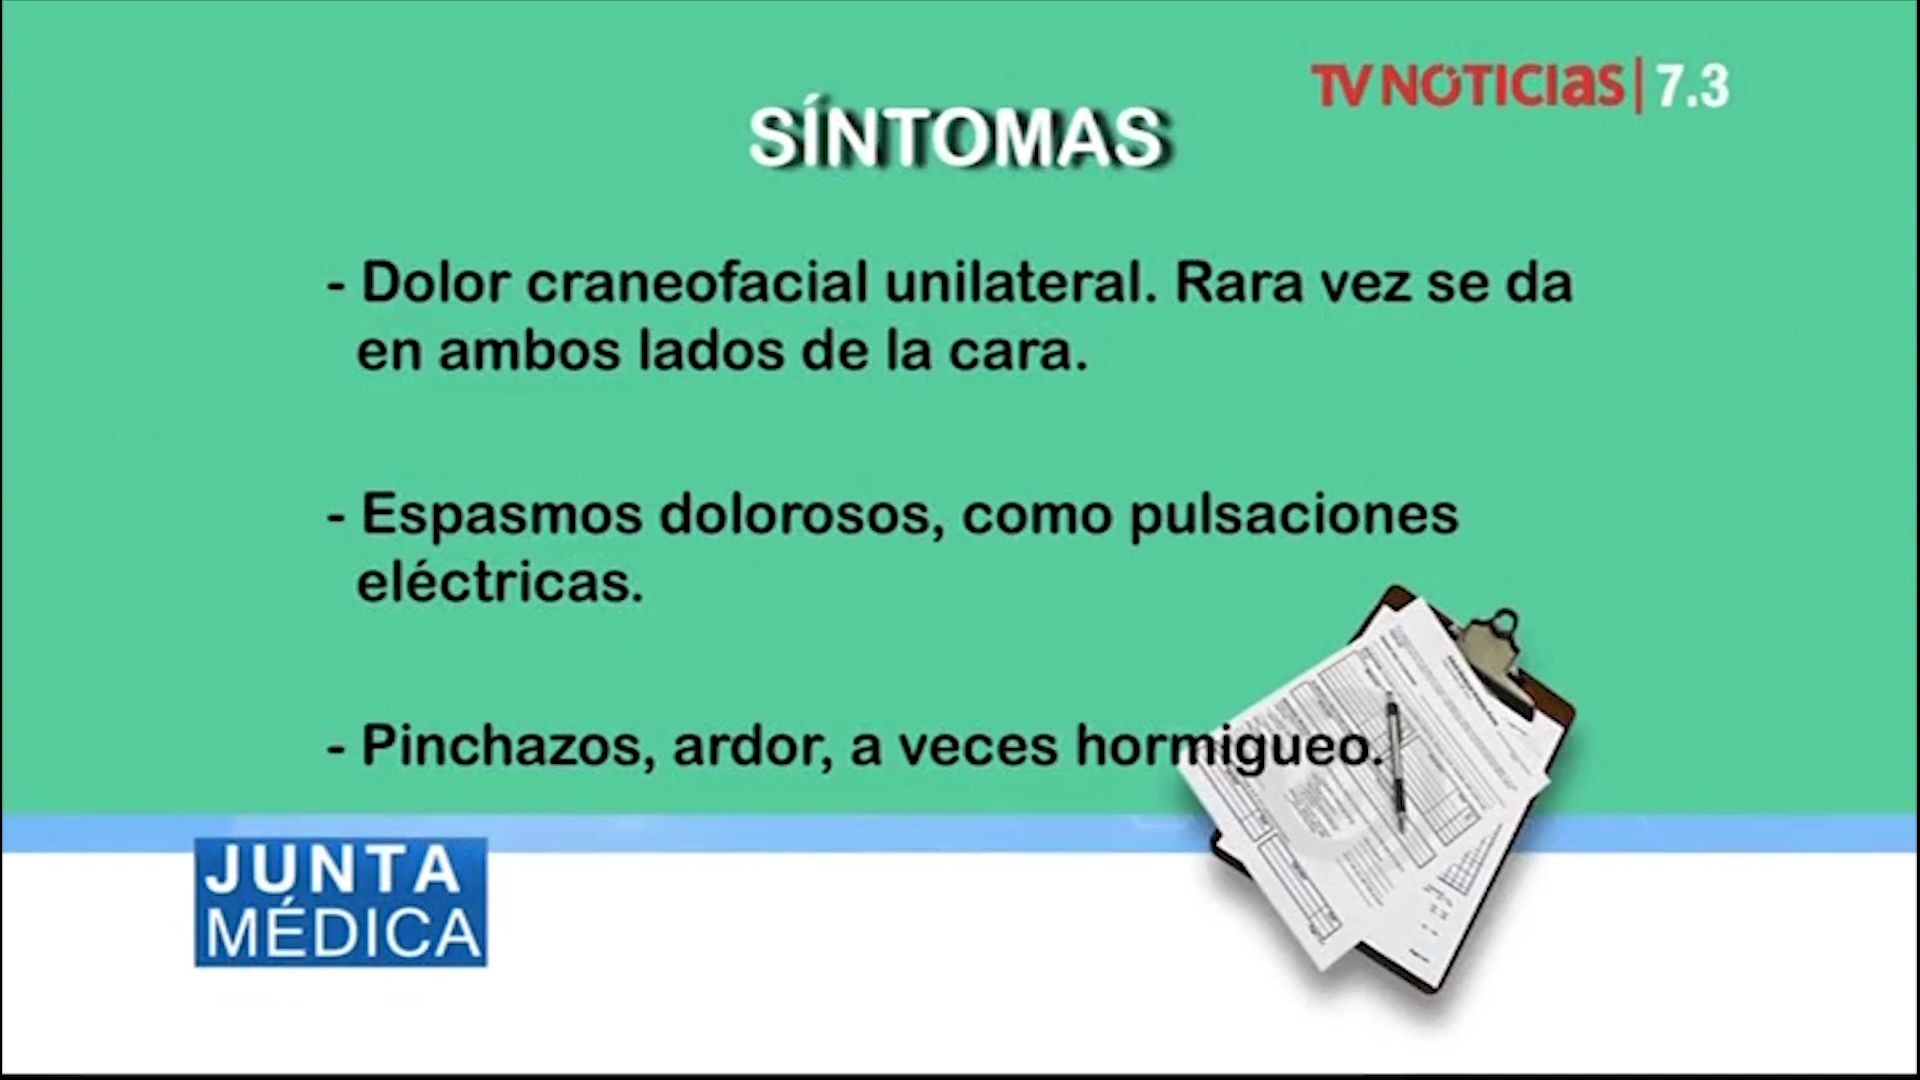 TV NOTICIAS | 7.3
SÍNTOMAS
- Dolor craneofacial unilateral. Rara vez se da
en ambos lados de la cara.
- Espasmos dolorosos, como pulsaciones
eléctricas.
- Pinchazos, ardor, a veces hormigueo.
JUNTA
MÉDICA